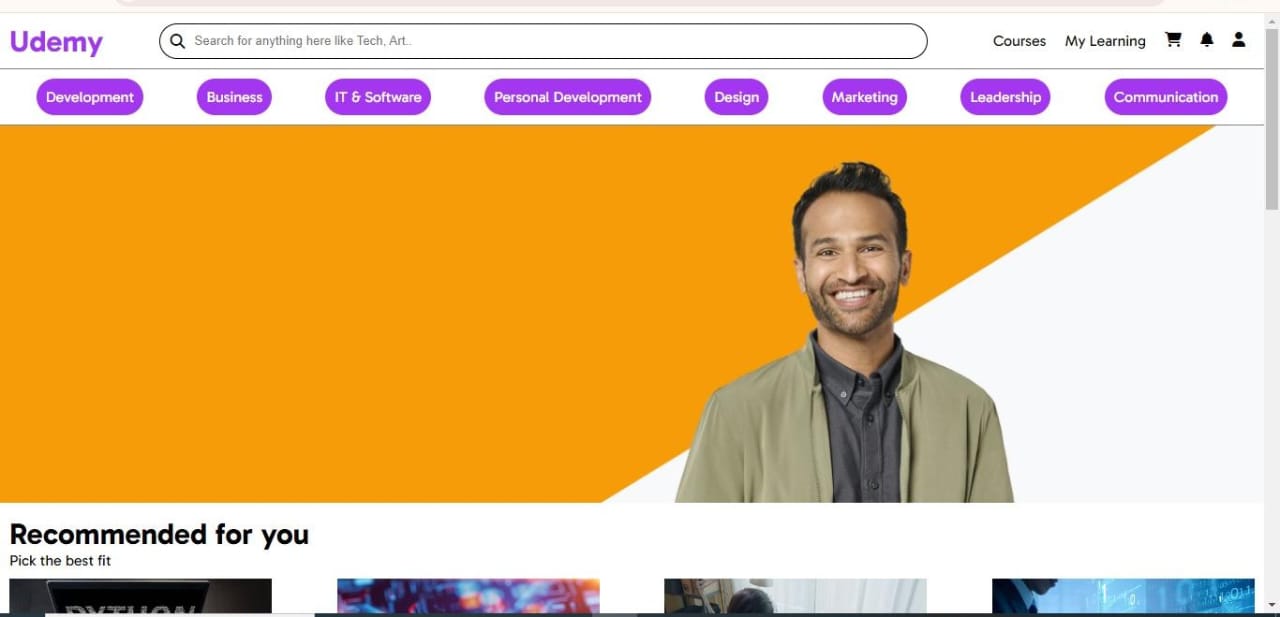 Udemy
Search for anything here like Tech, Art..
Courses My Learning
Development Business IT & Software Personal Development Design Marketing Leadership Communication
Recommended for you
Pick the best fit
PYTHON